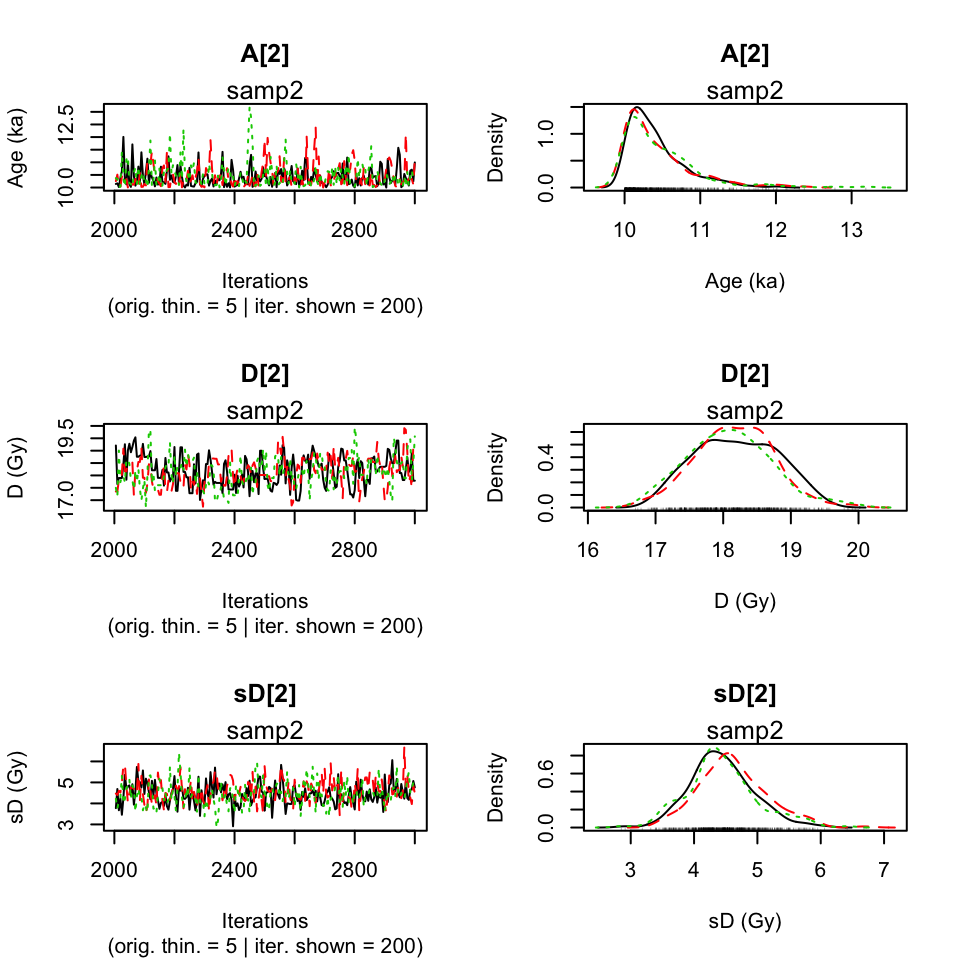 A[2]
samp2
Age (ka)
12.5
10.0
2000 2400 2800
Iterations
(orig. thin. = 5 | iter. shown = 200)
A[2]
samp2
Density
1.0
0.0
10 11 12 13
Age (ka)
D[2]
samp2
D (Gy)
19.5
17.0
2000 2400 2800
Iterations
(orig. thin. = 5 | iter. shown = 200)
D[2]
samp2
Density
0.4
0.0
16 17 18 19 20
D (Gy)
sD[2]
samp2
sD (Gy)
5
3
2000 2400 2800
Iterations
(orig. thin. = 5 | iter. shown = 200)
sD[2]
samp2
Density
0.6
0.0
3 4 5 6 7
sD (Gy)